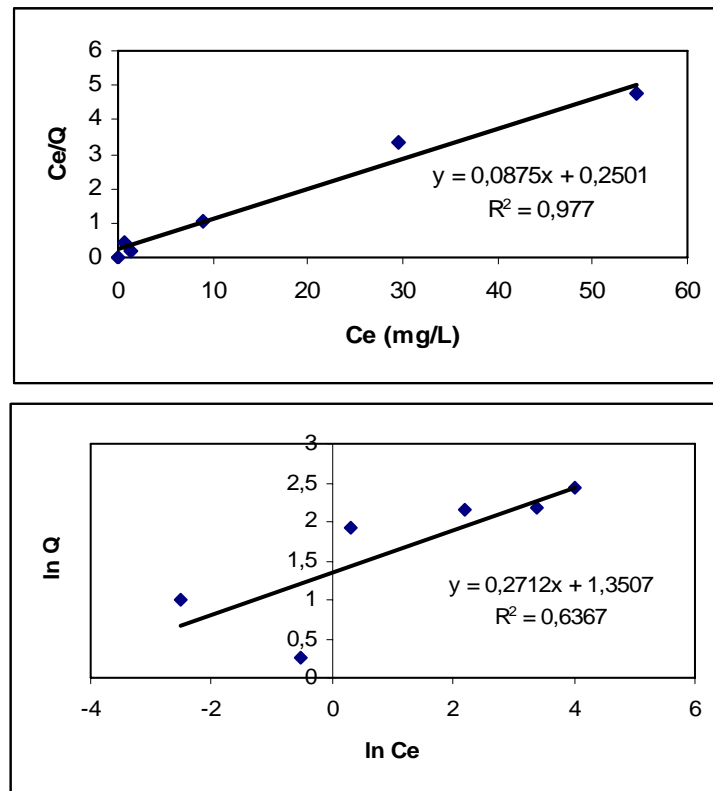 6
5
4
3
2
1
0
Ce/Q
0 10 20 30 40 50 60
Ce (mg/L)
y = 0,0875x + 0,2501
R² = 0,977
3
2,5
2
1,5
1
0,5
0
ln Q
-4 -2 0 2 4 6
ln Ce
y = 0,2712x + 1,3507
R² = 0,6367